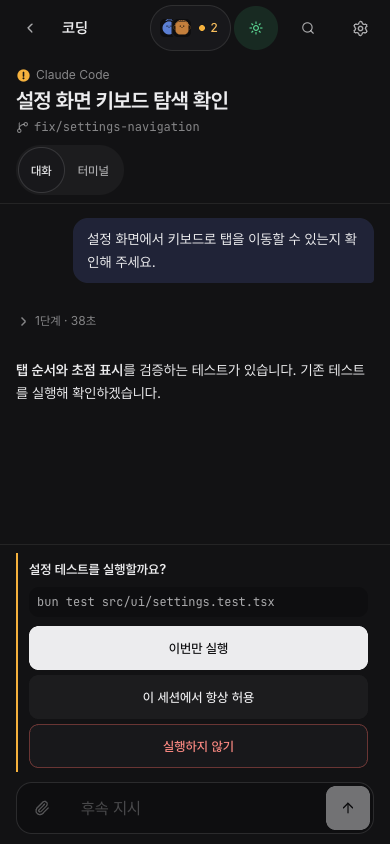 코딩
2
Claude Code
설정 화면 키보드 탐색 확인
fix/settings-navigation
대화
터미널
설정 화면에서 키보드로 탭을 이동할 수 있는지 확
인해 주세요.
1단계 · 38초
탭 순서와 초점 표시를 검증하는 테스트가 있습니다. 기존 테스트
를 실행해 확인하겠습니다.
설정 테스트를 실행할까요?
bun test src/ui/settings.test.tsx
이번만 실행
이 세션에서 항상 허용
실행하지 않기
후속 지시